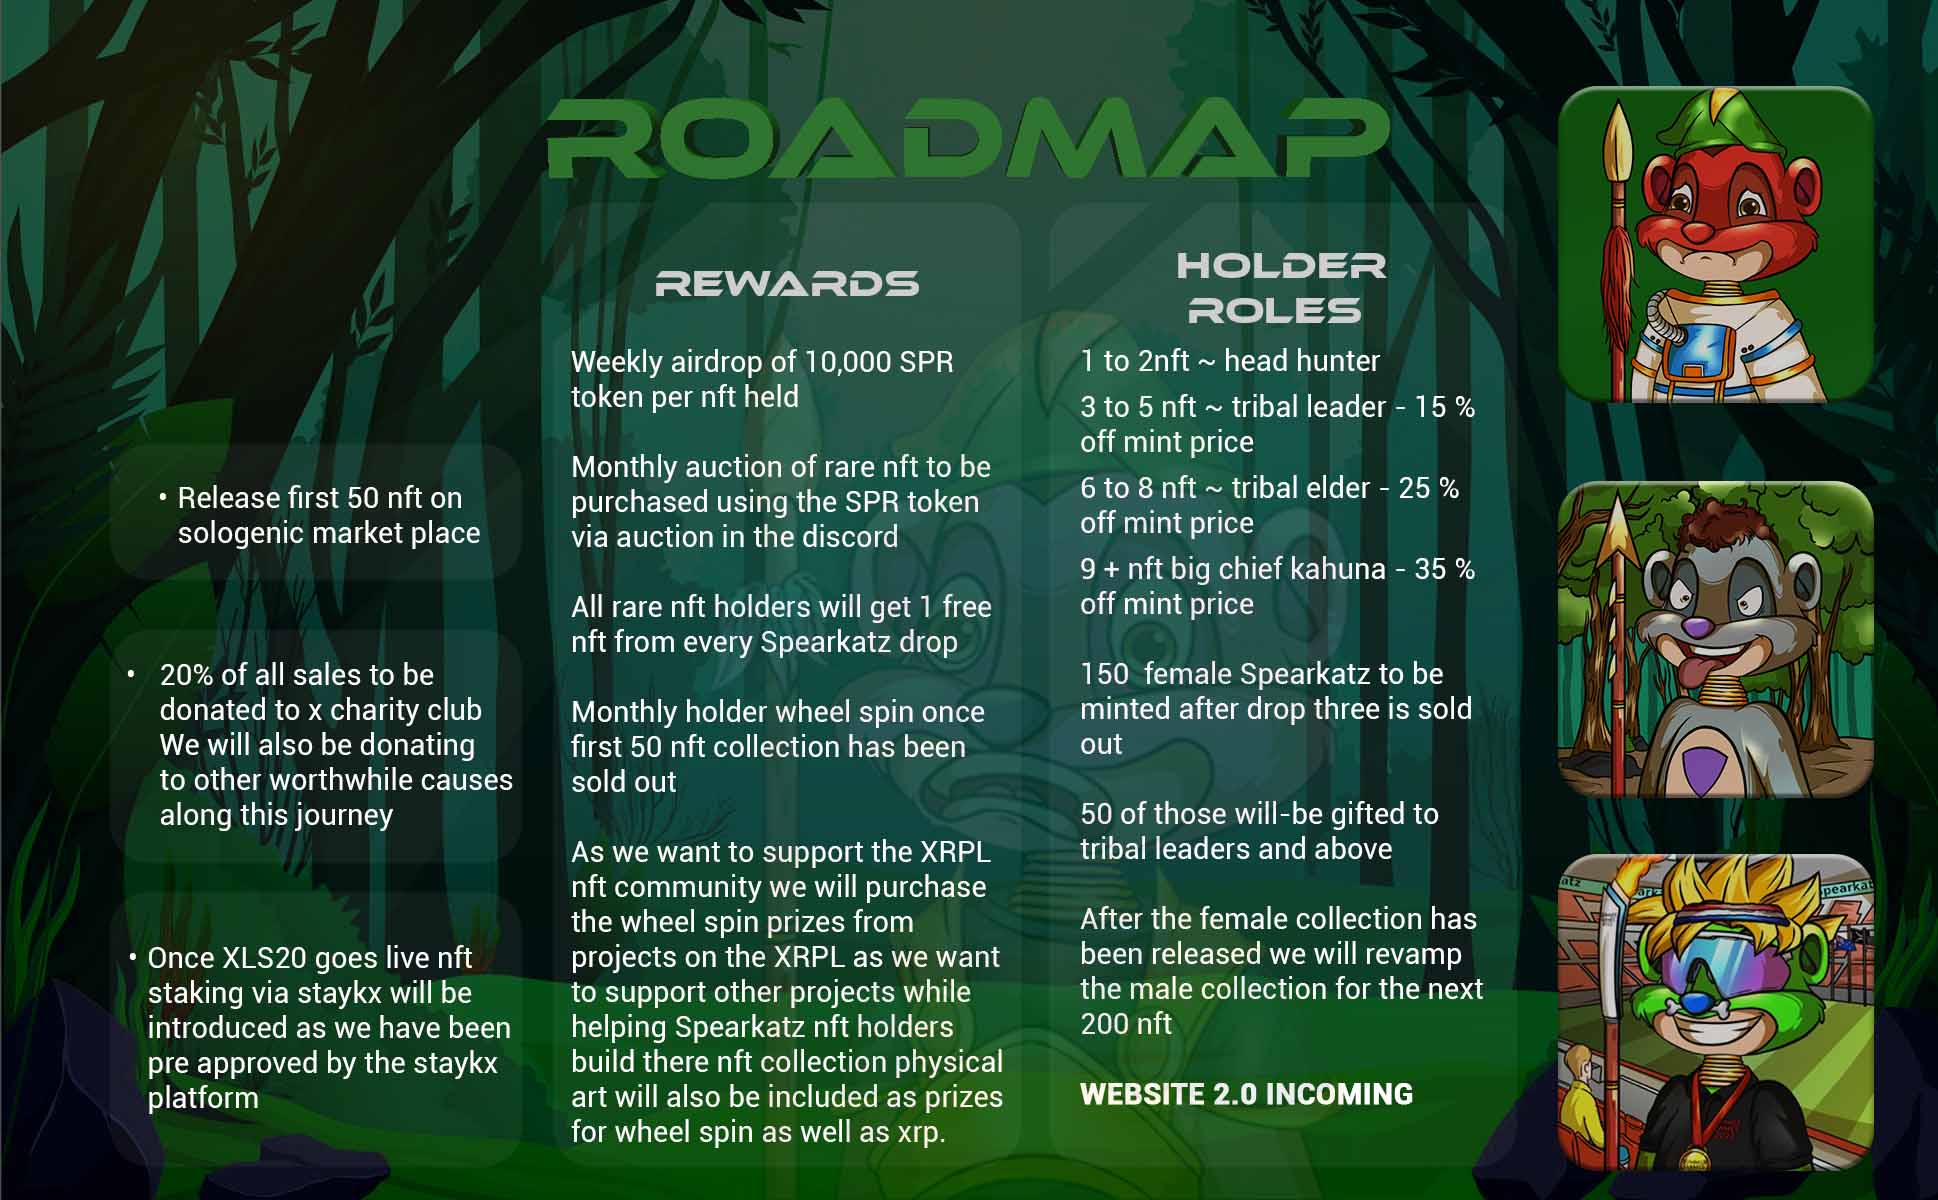 ROADMAP
• Release first 50 nft on
sologenic market place
• 20% of all sales to be
donated to x charity club
We will also be donating
to other worthwhile causes
along this journey
• Once XLS20 goes live nft
staking via staykx will be
introduced as we have been
pre approved by the staykx
platform
REWARDS
Weekly airdrop of 10,000 SPR
token per nft held
Monthly auction of rare nft to be
purchased using the SPR token
via auction in the discord
All rare nft holders will get 1 free
nft from every Spearkatz drop
Monthly holder wheel spin once
first 50 nft collection has been
sold out
As we want to support the XRPL
nft community we will purchase
the wheel spin prizes from
projects on the XRPL as we want
to support other projects while
helping Spearkatz nft holders
build there nft collection physical
art will also be included as prizes
for wheel spin as well as xrp.
HOLDER
ROLES
1 to 2nft ~ head hunter
3 to 5 nft ~ tribal leader - 15 %
off mint price
6 to 8 nft ~ tribal elder - 25 %
off mint price
9 + nft big chief kahuna - 35 %
off mint price
150 female Spearkatz to be
minted after drop three is sold
out
50 of those will-be gifted to
tribal leaders and above
After the female collection has
been released we will revamp
the male collection for the next
200 nft
WEBSITE 2.0 INCOMING